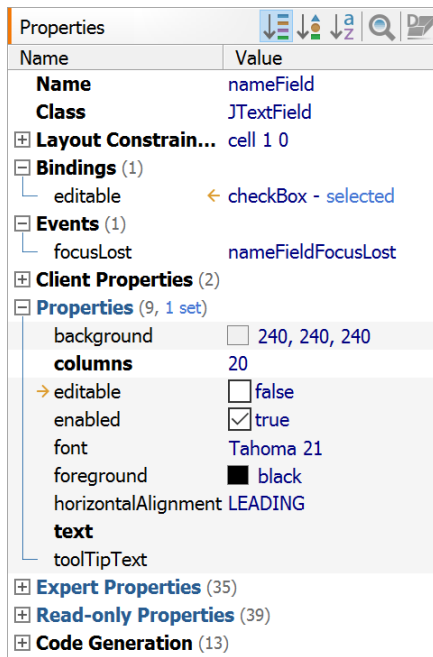 Properties
Name Value
Name nameField
Class JTextField
Layout Constrain... cell 1 0
Bindings (1)
editable checkBox - selected
Events (1)
focusLost nameFieldFocusLost
Client Properties (2)
Properties (9, 1 set)
background 240, 240, 240
columns 20
editable false
enabled true
font Tahoma 21
foreground black
horizontalAlignment LEADING
text
toolTipText
Expert Properties (35)
Read-only Properties (39)
Code Generation (13)